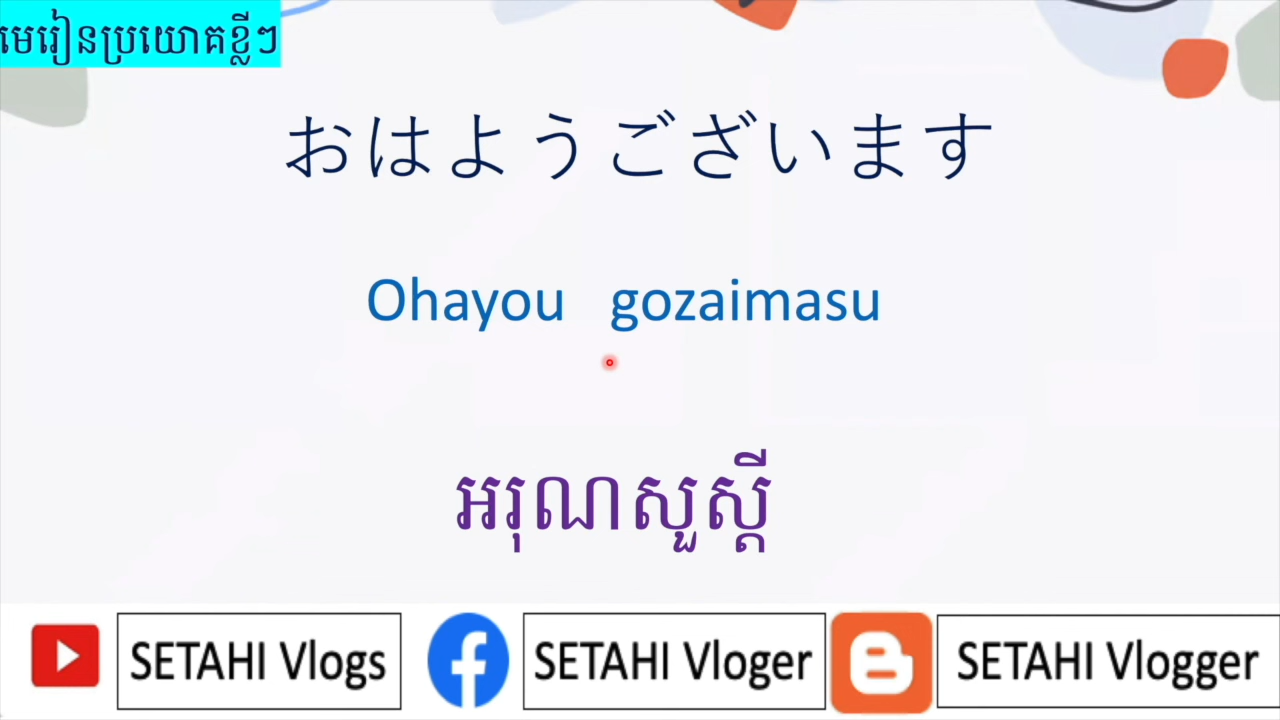 មេរៀនប្រយោគខ្លីៗ
おはようございます
Ohayou gozaimasu
អរុណសួស្តី
SETAHI Vlogs
SETAHI Vloger
SETAHI Vlogger